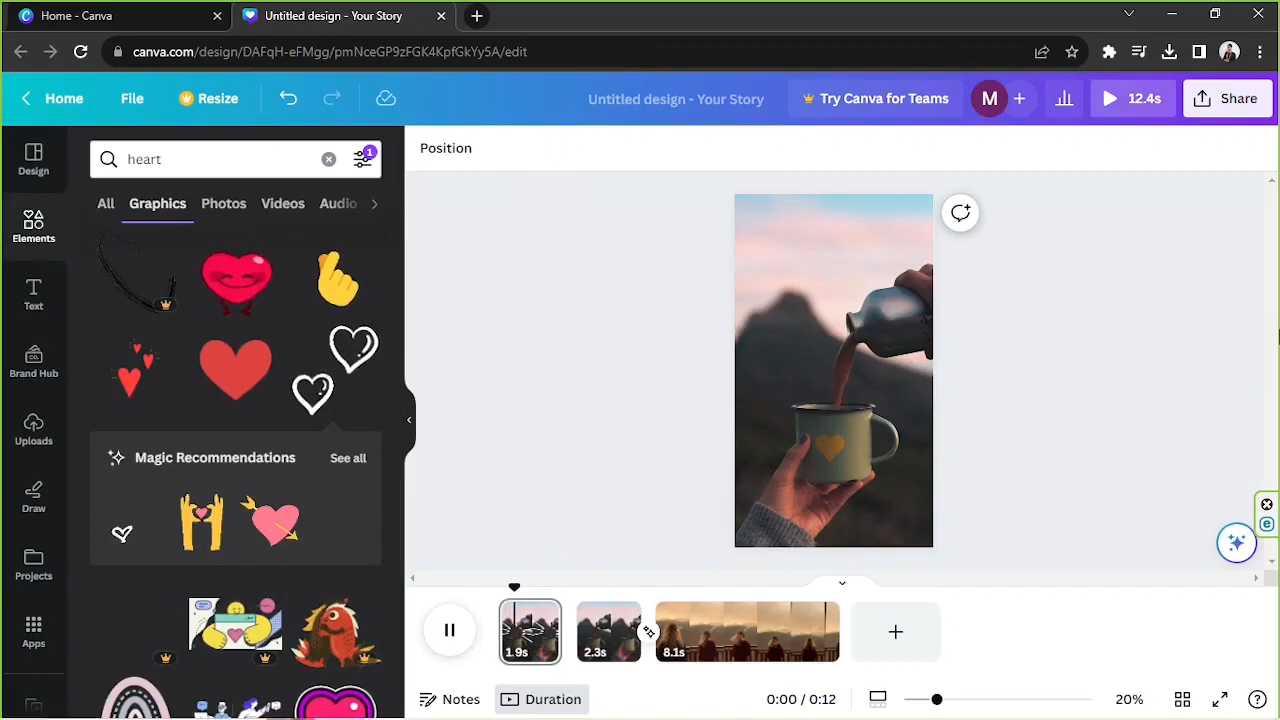 Home - Canva
Untitled design - Your Story
canva.com/design/DAFqH-eFMgg/pmNceGP9zFGK4KpfGkYy5A/edit
Home
File
Resize
Untitled design - Your Story
Try Canva for Teams
M
12.4s
Share
Design
Elements
Text
Brand Hub
Uploads
Draw
Projects
Apps
heart
1
All Graphics Photos Videos Audio
Magic Recommendations
See all
Position
1.9s
2.3s
8.1s
Notes
Duration
0:00 / 0:12
20%